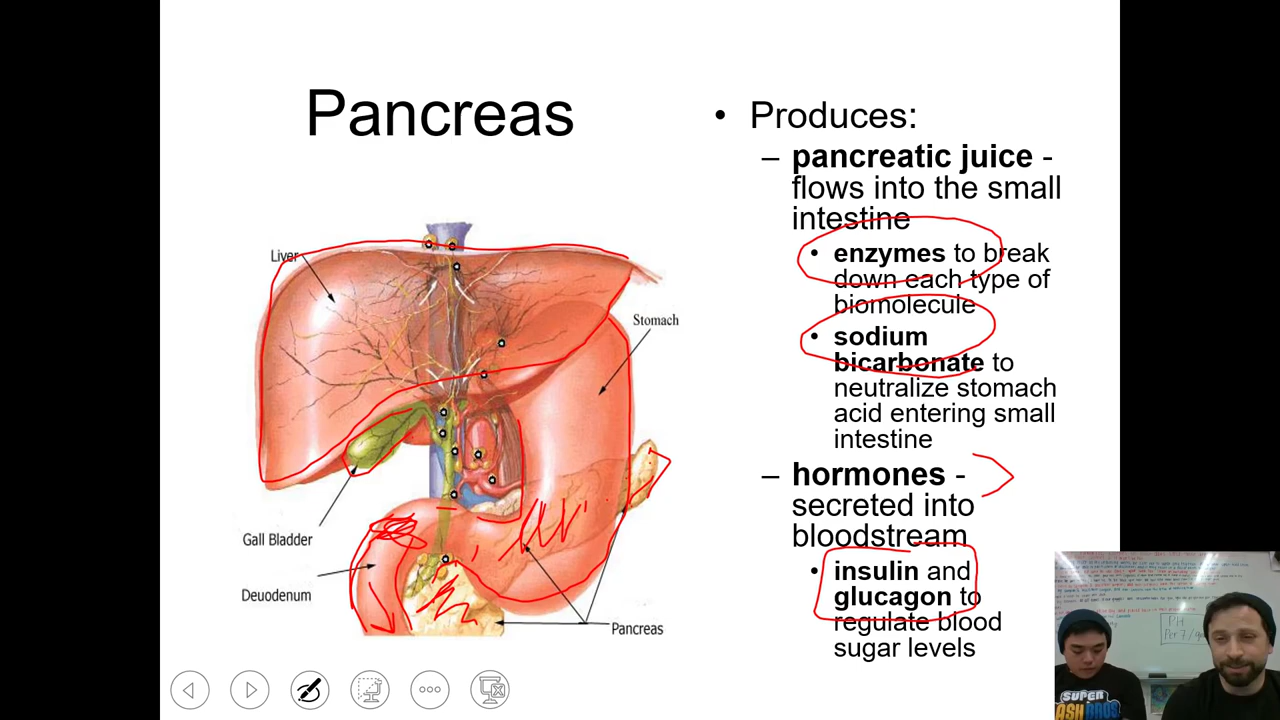 Pancreas
• Produces:
– pancreatic juice -
flows into the small
intestine
• enzymes to break
down each type of
biomolecule
• sodium
bicarbonate to
neutralize stomach
acid entering small
intestine
– hormones -
secreted into
bloodstream
• insulin and
glucagon to
regulate blood
sugar levels
Liver
Stomach
Gall Bladder
Deuodenum
Pancreas
SUPER